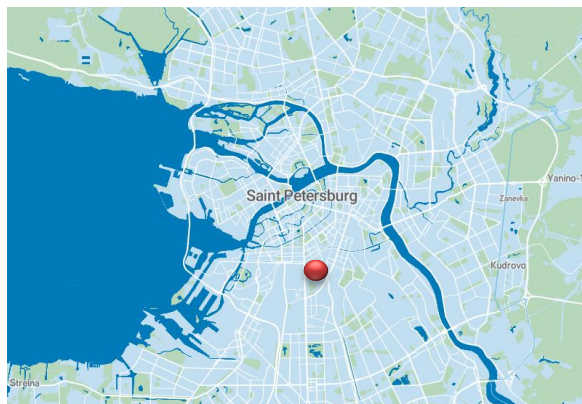 Saint Petersburg
Yanino-1
Zanevka
Kudrovo
Strelna